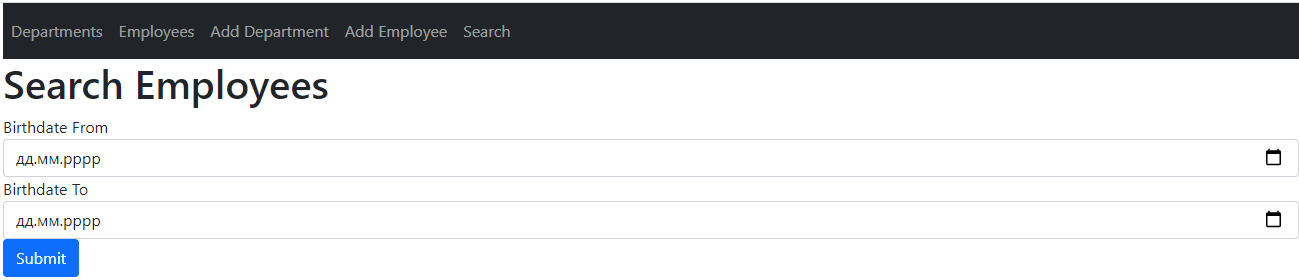 Departments Employees Add Department Add Employee Search
Search Employees
Birthdate From
дд.мм.рррр
Birthdate To
дд.мм.рррр
Submit